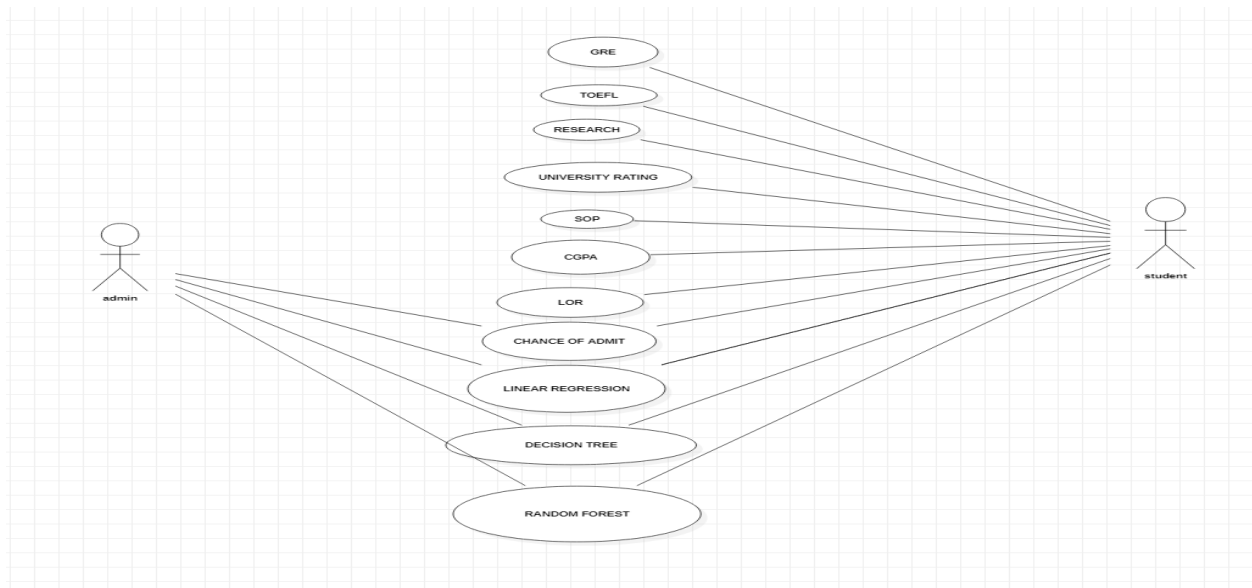 GRE
TOEFL
RESEARCH
UNIVERSITY RATING
SOP
CGPA
LOR
CHANCE OF ADMIT
LINEAR REGRESSION
DECISION TREE
RANDOM FOREST
admin
student